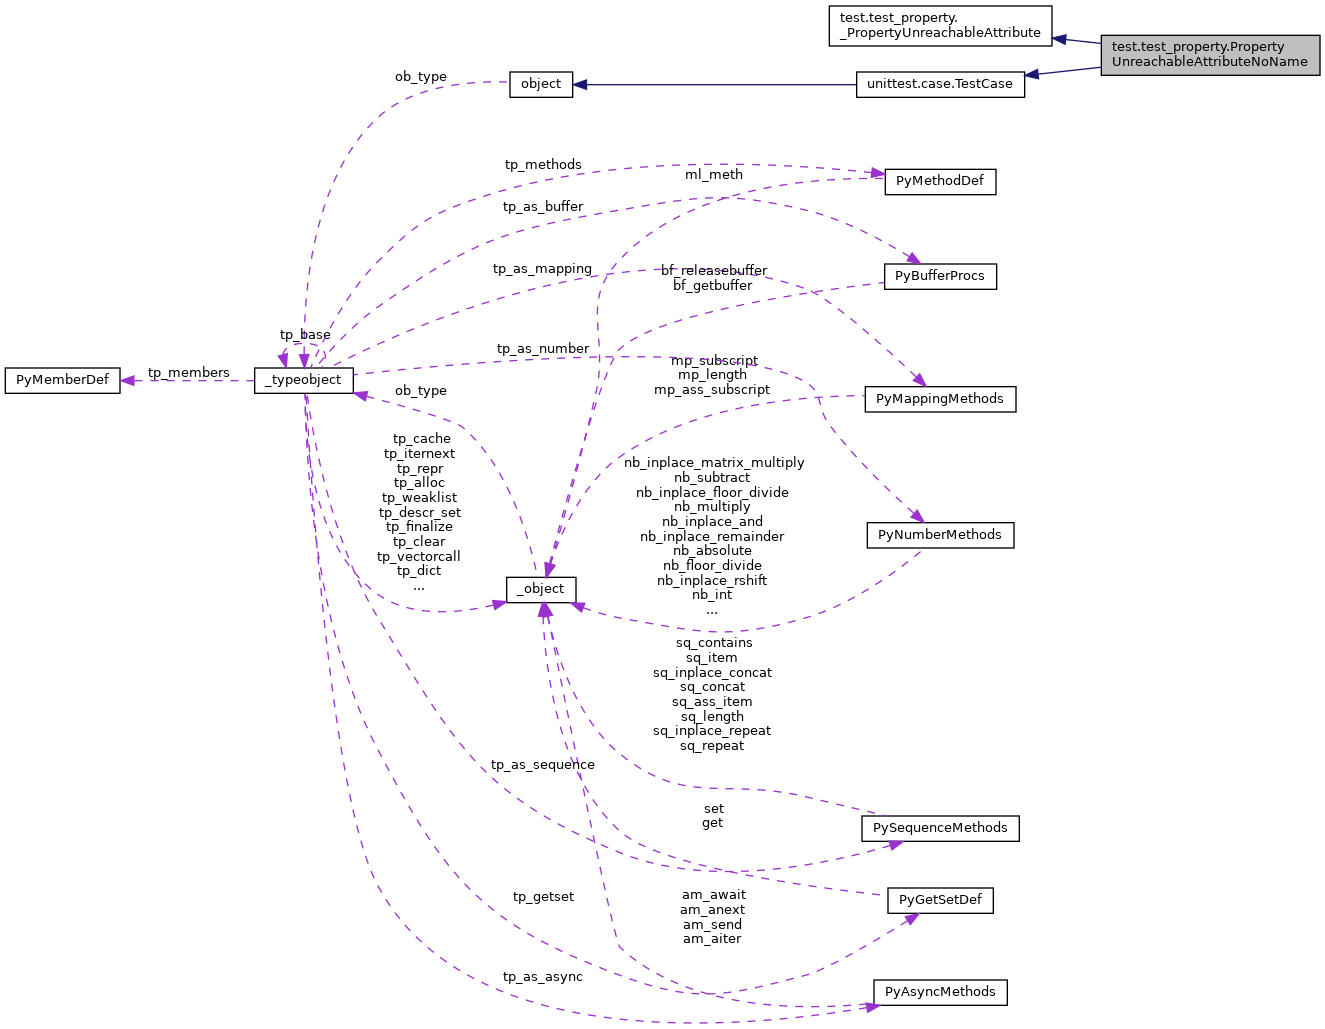 test.test_property.
_PropertyUnreachableAttribute
test.test_property.Property
UnreachableAttributeNoName
ob_type
object
unittest.case.TestCase
tp_methods
ml_meth
PyMethodDef
tp_as_buffer
tp_as_mapping
bf_releasebuffer
bf_getbuffer
PyBufferProcs
tp_base
tp_as_number
mp_subscript
mp_length
mp_ass_subscript
PyMemberDef
tp_members
_typeobject
ob_type
PyMappingMethods
tp_cache
tp_iternext
tp_repr
tp_alloc
tp_weaklist
tp_descr_set
tp_finalize
tp_clear
tp_vectorcall
tp_dict
...
nb_inplace_matrix_multiply
nb_subtract
nb_inplace_floor_divide
nb_multiply
nb_inplace_and
nb_inplace_remainder
nb_absolute
nb_floor_divide
nb_inplace_rshift
nb_int
...
PyNumberMethods
_object
sq_contains
sq_item
sq_inplace_concat
sq_concat
sq_ass_item
sq_length
sq_inplace_repeat
sq_repeat
tp_as_sequence
set
get
PySequenceMethods
tp_getset
am_await
am_anext
am_send
am_aiter
PyGetSetDef
tp_as_async
PyAsyncMethods